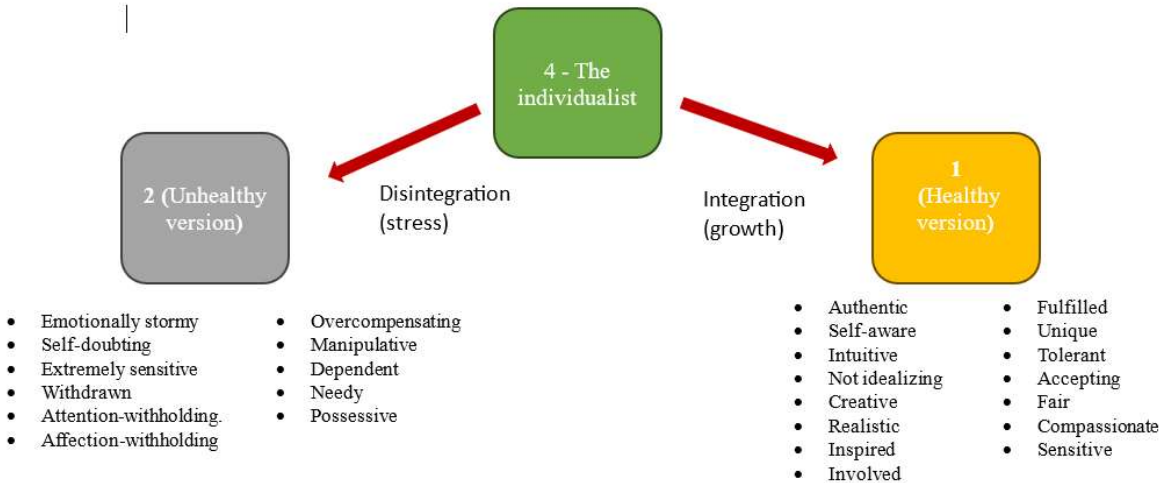 4 - The
individualist
2 (Unhealthy
version)
Disintegration
(stress)
Integration
(growth)
1
(Healthy
version)
• Emotionally stormy
• Self-doubting
• Extremely sensitive
• Withdrawn
• Attention-withholding.
• Affection-withholding
• Overcompensating
• Manipulative
• Dependent
• Needy
• Possessive
• Authentic
• Self-aware
• Intuitive
• Not idealizing
• Creative
• Realistic
• Inspired
• Involved
• Fulfilled
• Unique
• Tolerant
• Accepting
• Fair
• Compassionate
• Sensitive